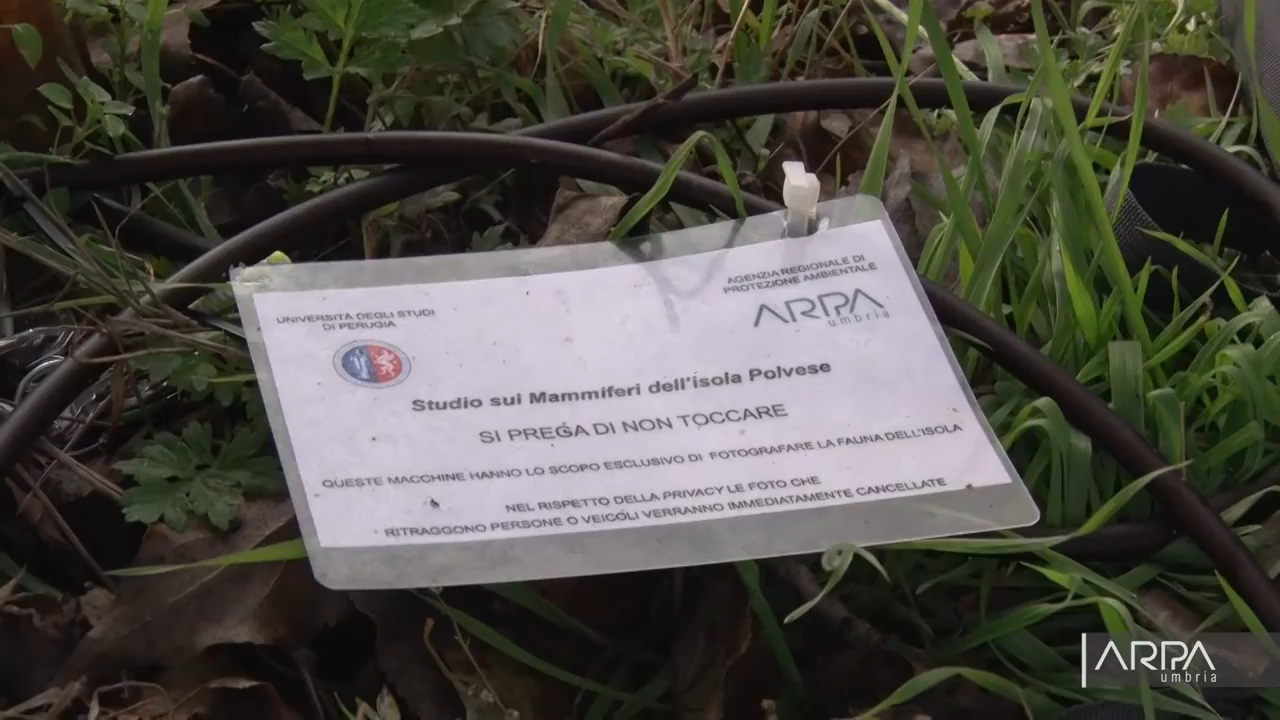 UNIVERSITÀ DEGLI STUDI
DI PERUGIA
AGENZIA REGIONALE DI
PROTEZIONE AMBIENTALE
ARPA
umbria
Studio sui Mammiferi dell'isola Polvese
SI PREGA DI NON TOCCARE
QUESTE MACCHINE HANNO LO SCOPO ESCLUSIVO DI FOTOGRAFARE LA FAUNA DELL'ISOLA
NEL RISPETTO DELLA PRIVACY LE FOTO CHE
RITRAGGONO PERSONE O VEICOLI VERRANNO IMMEDIATAMENTE CANCELLATE
ARPA
umbria